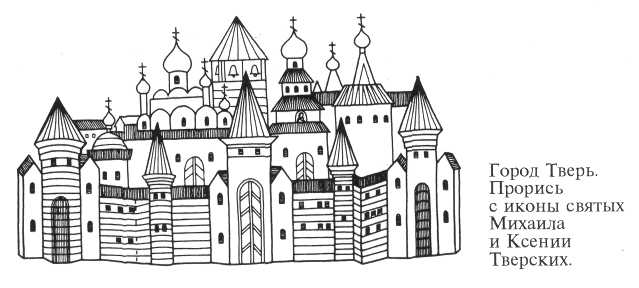 Город Тверь.
Прорись
с иконы святых
Михаила
и Ксении
Тверских.